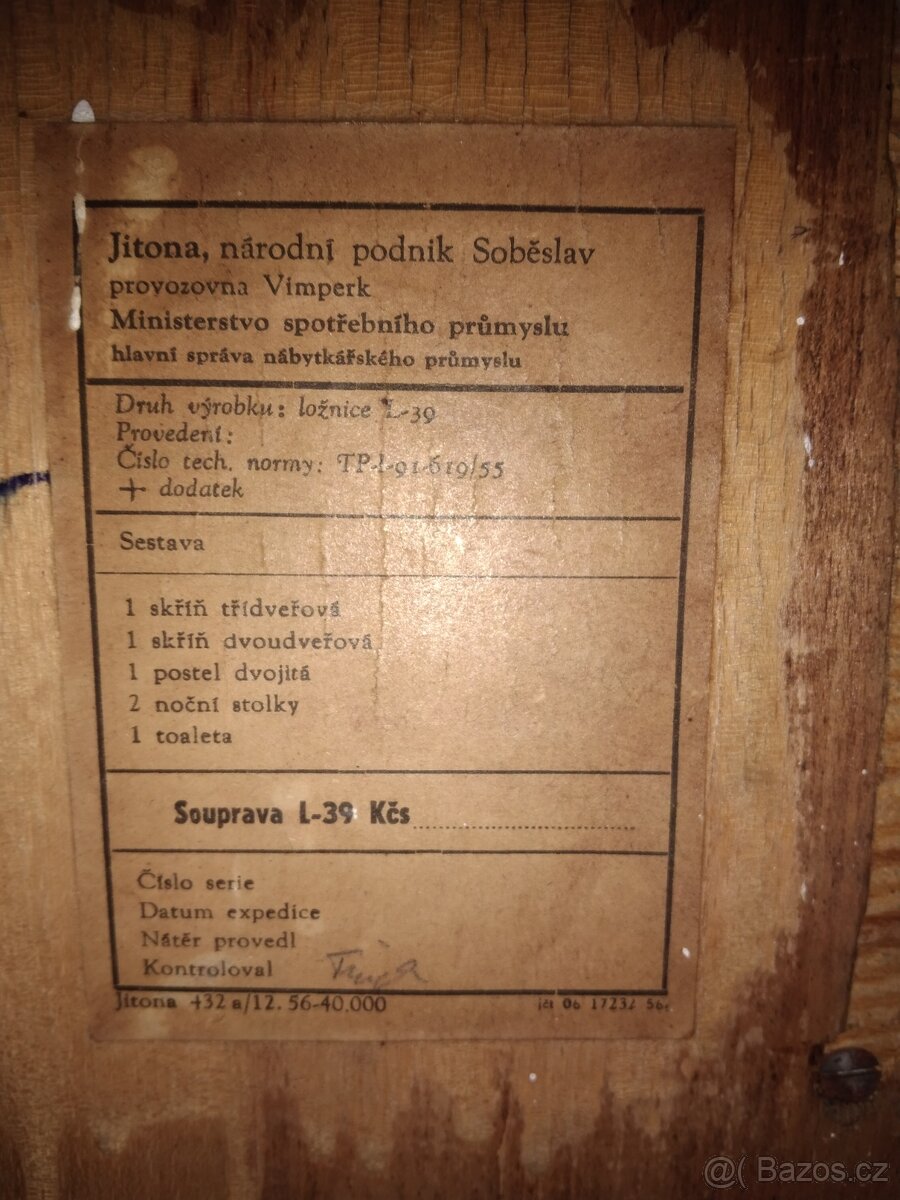 Jitona, národní podnik Soběslav
provozovna Vimperk
Ministerstvo spotřebního průmyslu
hlavní správa nábytkářského průmyslu
Druh výrobku: ložnice L-39
Provedení:
Číslo tech. normy: TP-l-91-619/55
+ dodatek
Sestava
1 skříň třídveřová
1 skříň dvoudveřová
1 postel dvojitá
2 noční stolky
1 toaleta
Souprava L-39 Kčs
Číslo serie
Datum expedice
Nátěr provedl
Kontroloval
Jitona 432 a/12. 56-40.000
06 17232 56
@( Bazos.cz